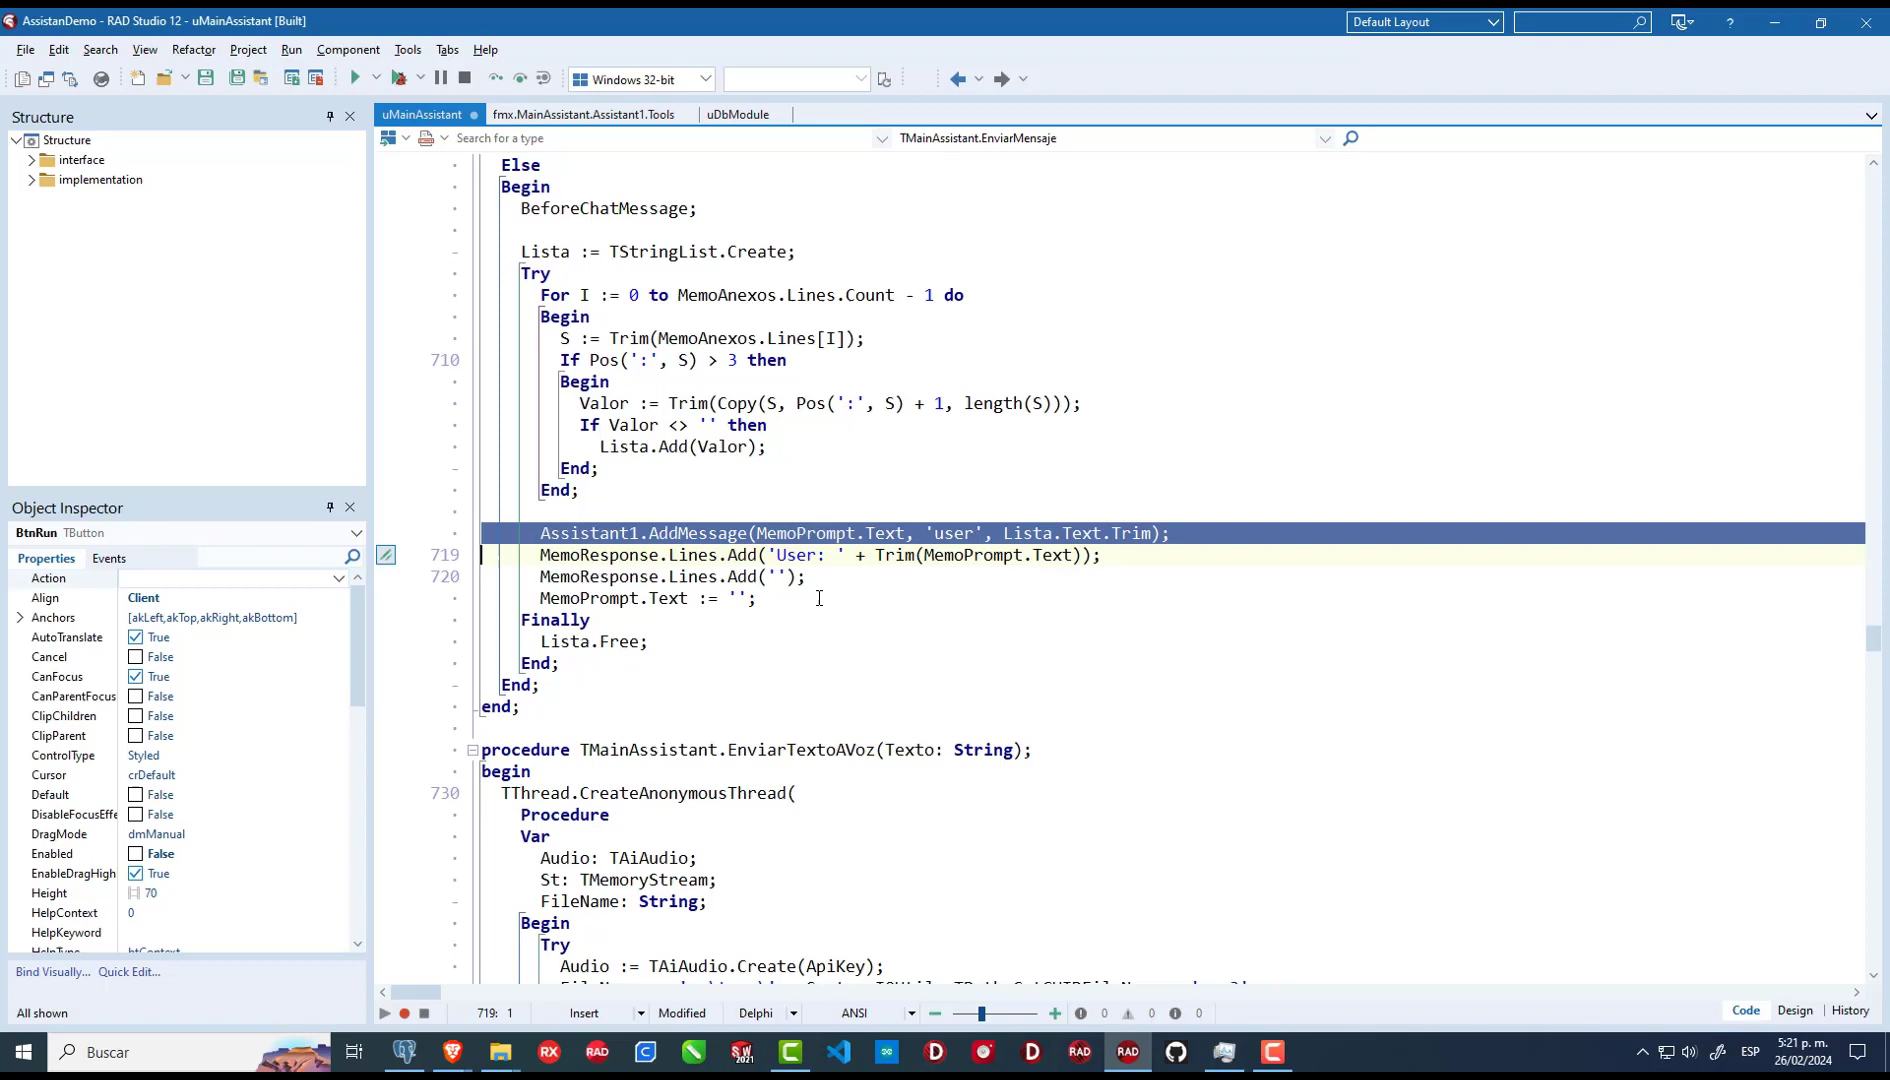 AssistanDemo - RAD Studio 12 - uMainAssistant [Built]
Default Layout
File Edit Search View Refactor Project Run Component Tools Tabs Help
Windows 32-bit
Structure
Structure
interface
implementation
Object Inspector
BtnRun TButton
Properties Events
Action
Align Client
Anchors [akLeft,akTop,akRight,akBottom]
AutoTranslate True
Cancel False
CanFocus True
CanParentFocus False
ClipChildren False
ClipParent False
ControlType Styled
Cursor crDefault
Default False
DisableFocusEffe False
DragMode dmManual
Enabled False
EnableDragHigh True
Height 70
HelpContext 0
HelpKeyword
HelpType htContext
Bind Visually... Quick Edit...
All shown
uMainAssistant fmx.MainAssistant.Assistant1.Tools uDbModule
Search for a type TMainAssistant.EnviarMensaje
Else
Begin
BeforeChatMessage;
Lista := TStringList.Create;
Try
For I := 0 to MemoAnexos.Lines.Count - 1 do
Begin
S := Trim(MemoAnexos.Lines[I]);
710 If Pos(':', S) > 3 then
Begin
Valor := Trim(Copy(S, Pos(':', S) + 1, length(S)));
If Valor <> '' then
Lista.Add(Valor);
End;
End;
Assistant1.AddMessage(MemoPrompt.Text, 'user', Lista.Text.Trim);
719 MemoResponse.Lines.Add('User: ' + Trim(MemoPrompt.Text));
720 MemoResponse.Lines.Add('');
MemoPrompt.Text := '';
Finally
Lista.Free;
End;
End;
end;
procedure TMainAssistant.EnviarTextoAVoz(Texto: String);
begin
730 TThread.CreateAnonymousThread(
Procedure
Var
Audio: TAiAudio;
St: TMemoryStream;
FileName: String;
Begin
Try
Audio := TAiAudio.Create(ApiKey);
719: 1 Insert Modified Delphi ANSI 0 0 0 Code Design History
Buscar
RX RAD SW 2021 RAD RAD
ESP
5:21 p. m.
26/02/2024